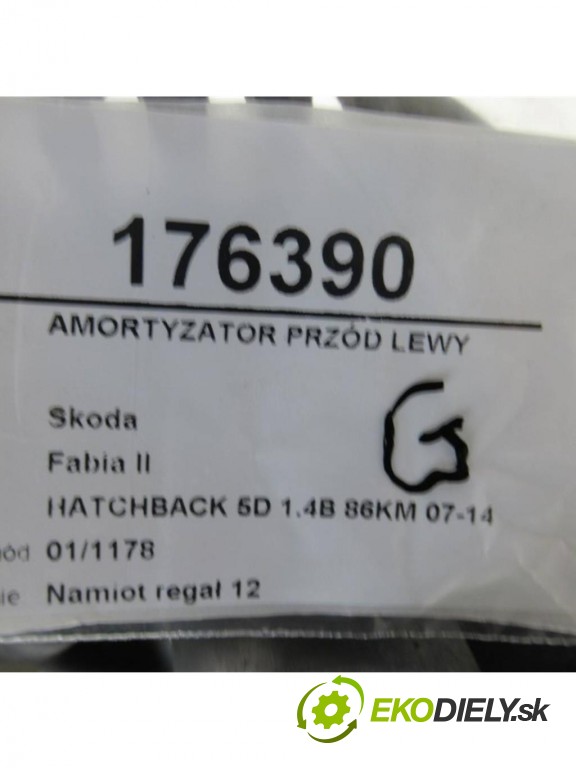 176390
AMORTYZATOR PRZÓD LEWY
Skoda
G
Fabia II
HATCHBACK 5D 1.4B 86KM 07-14
01/1178
Namiot regał 12
EKODIELY.sk